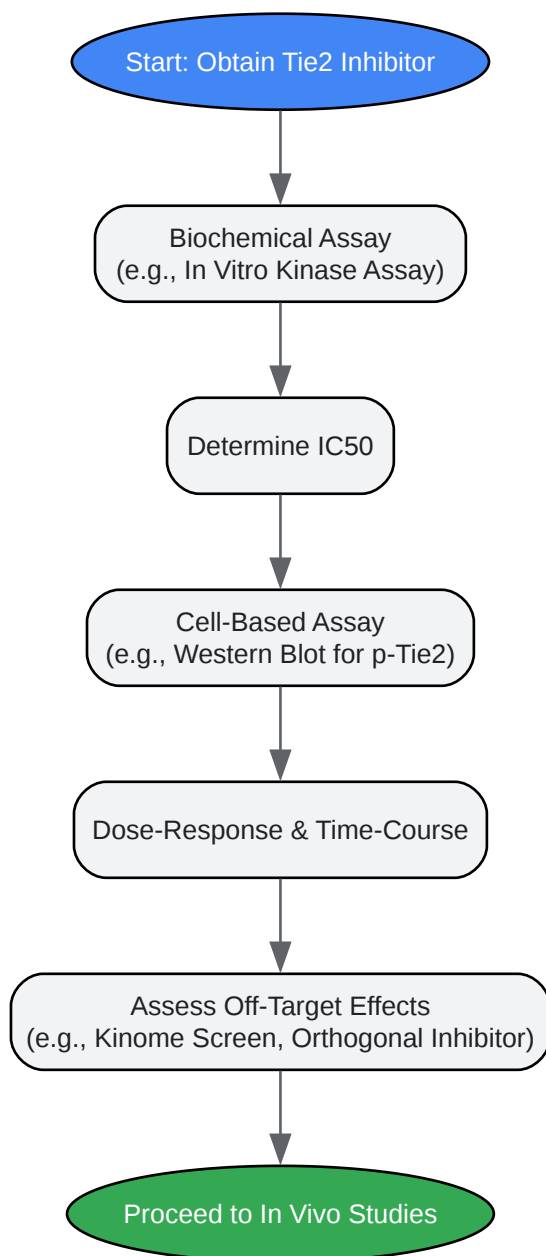 Start: Obtain Tie2 Inhibitor
Biochemical Assay
(e.g., In Vitro Kinase Assay)
Determine IC50
Cell-Based Assay
(e.g., Western Blot for p-Tie2)
Dose-Response & Time-Course
Assess Off-Target Effects
(e.g., Kinome Screen, Orthogonal Inhibitor)
Proceed to In Vivo Studies